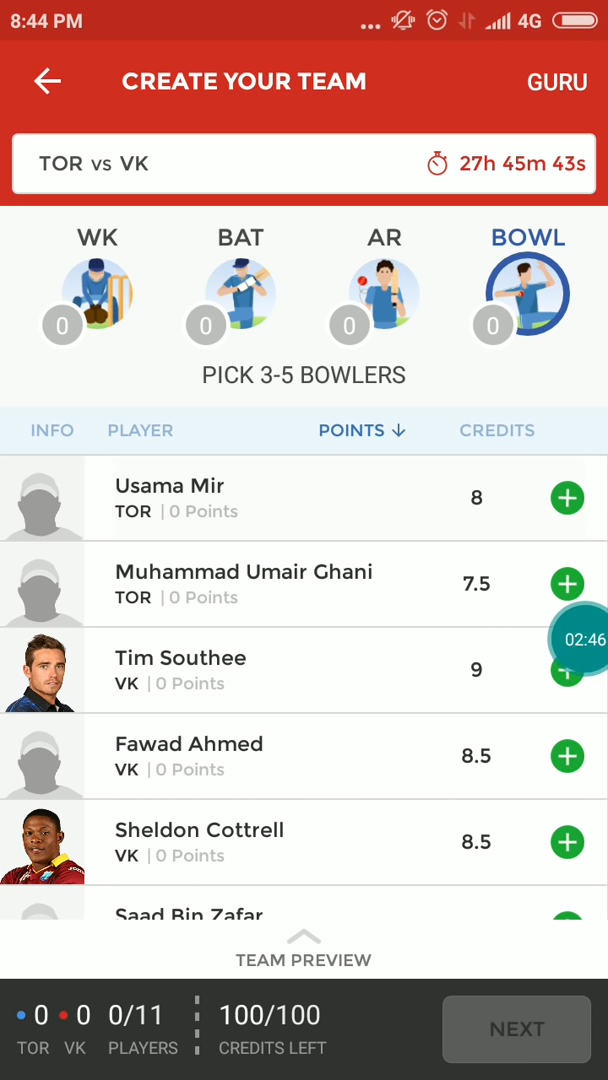 8:44 PM ... 4G
CREATE YOUR TEAM GURU
TOR vs VK 27h 45m 43s
WK BAT AR BOWL
0 0 0 0
PICK 3-5 BOWLERS
INFO PLAYER POINTS ↓ CREDITS
Usama Mir
TOR | 0 Points 8
Muhammad Umair Ghani
TOR | 0 Points 7.5
02:46
Tim Southee
VK | 0 Points 9
Fawad Ahmed
VK | 0 Points 8.5
Sheldon Cottrell
VK | 0 Points 8.5
Saad Bin Zafar
TEAM PREVIEW
0 0 0/11 100/100
TOR VK PLAYERS CREDITS LEFT
NEXT